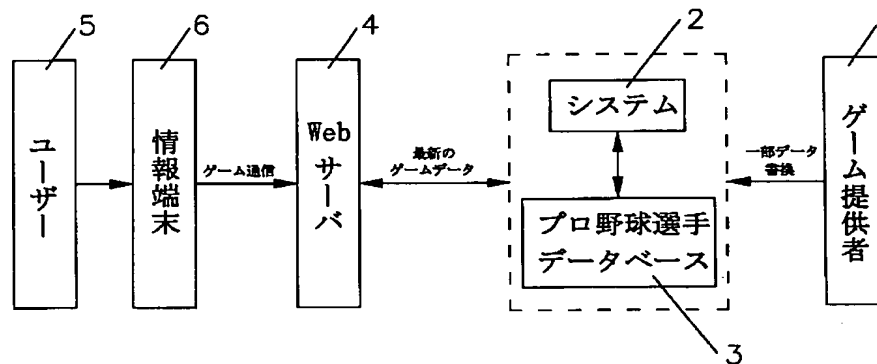 5
6
4
2
ユーザー
情報端末
ゲーム通信
Web
サーバ
最新の
ゲームデータ
システム
プロ野球選手
データベース
3
一部データ
書換
ゲーム提供者